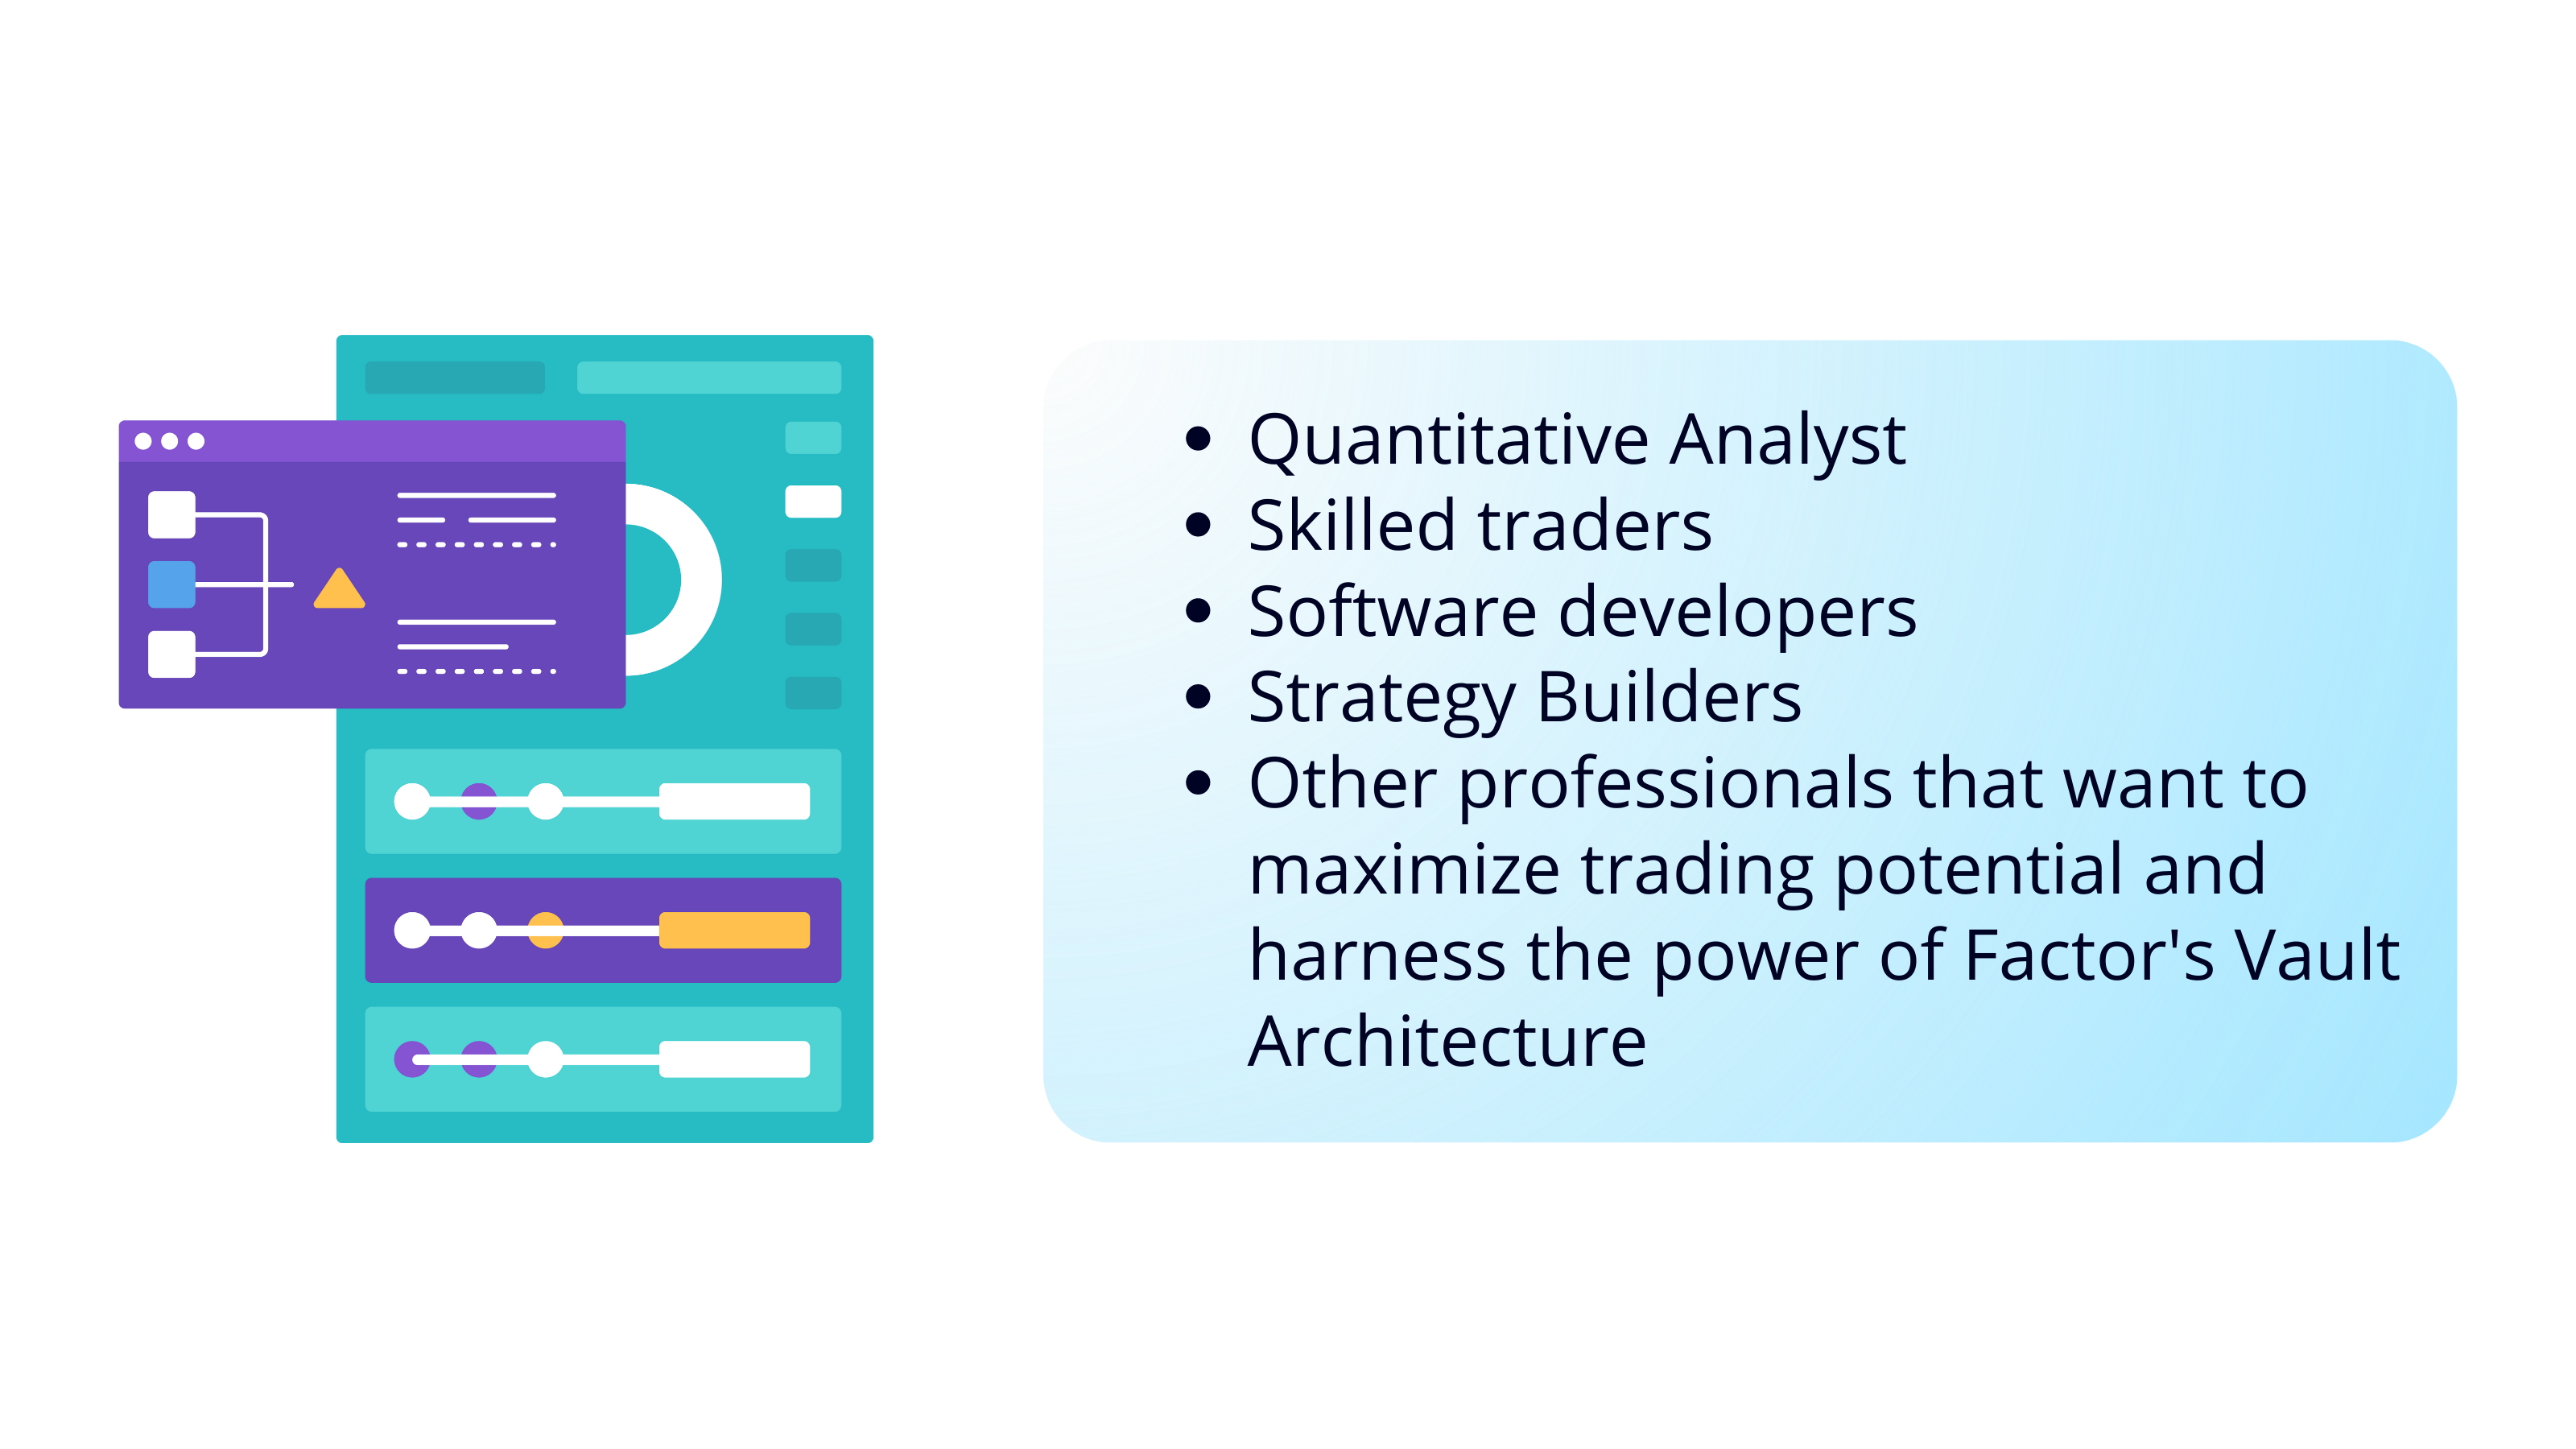 • Quantitative Analyst
• Skilled traders
• Software developers
• Strategy Builders
• Other professionals that want to
maximize trading potential and
harness the power of Factor's Vault
Architecture